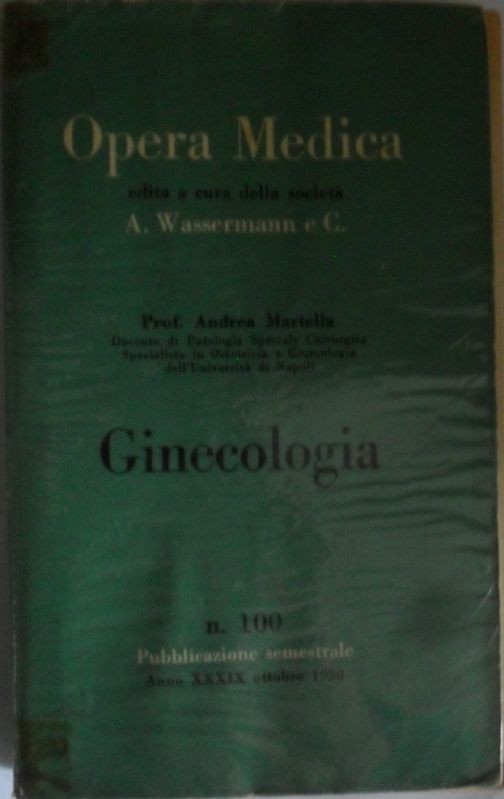 Opera Medica
edita a cura della società
A. Wassermann e C.
Prof. Andrea Martella
Docente di Patologia Speciale Chirurgica
Specialista in Ostetricia e Ginecologia
dell'Università di Napoli
Ginecologia
n. 100
Pubblicazione semestrale
Anno XXXIX ottobre 1950